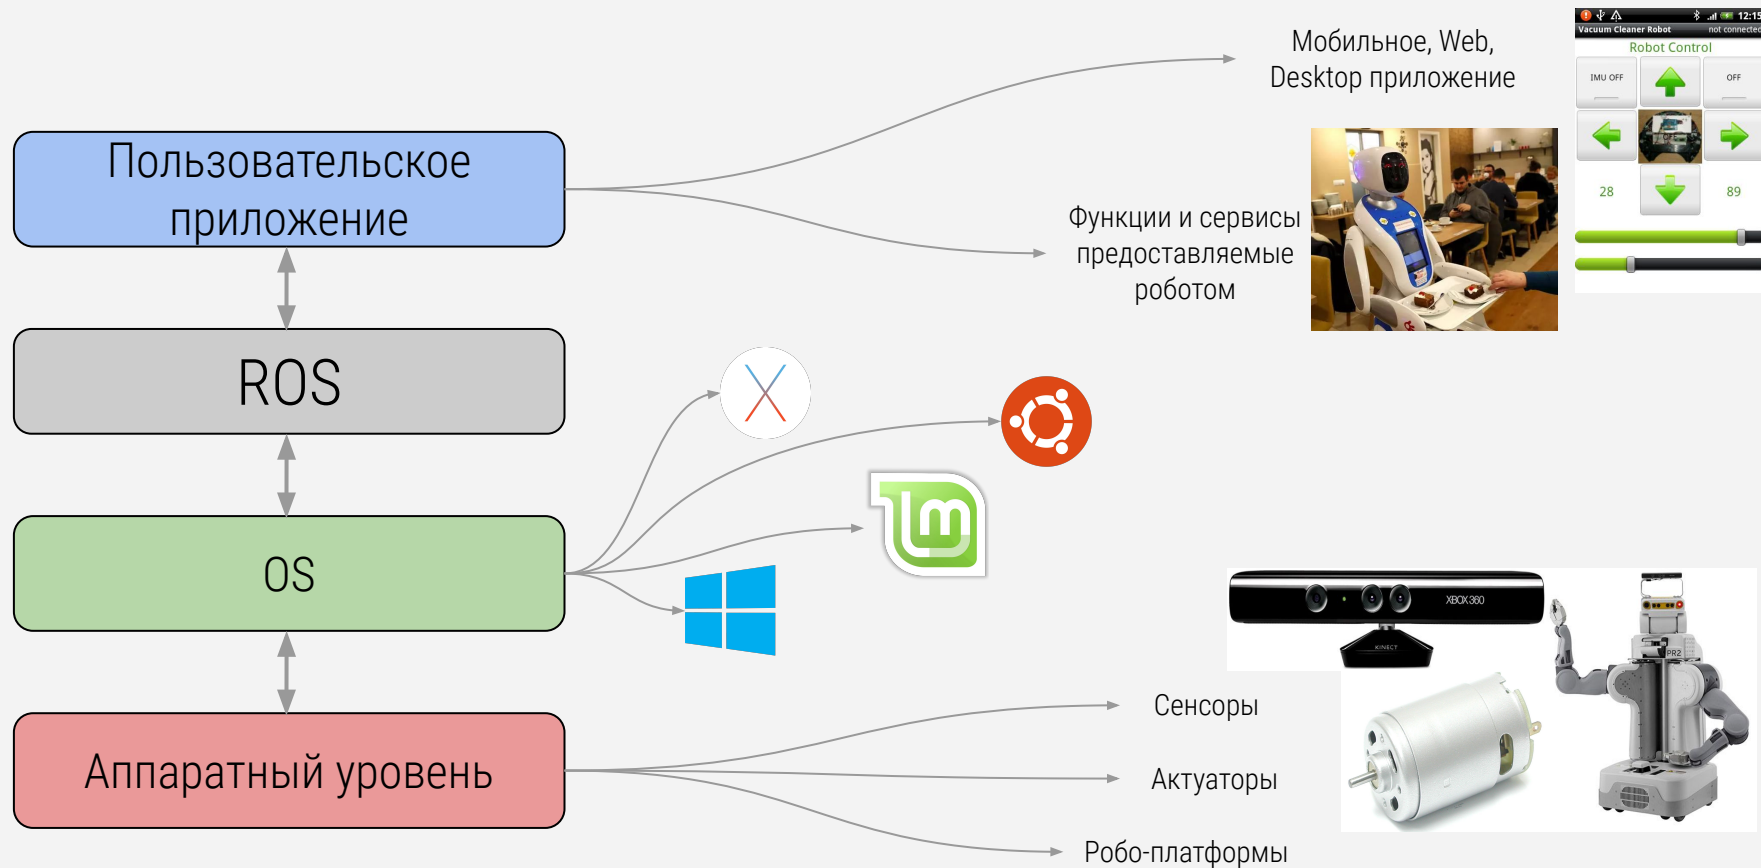 Мобильное, Web,
Desktop приложение
12:15
Vacuum Cleaner Robot
not connected
Robot Control
IMU OFF
OFF
OFF
28
89
Пользовательское
приложение
Функции и сервисы
предоставляемые
роботом
ROS
OS
XBOX 360
KINECT
PR2
Аппаратный уровень
Сенсоры
Актуаторы
Робо-платформы